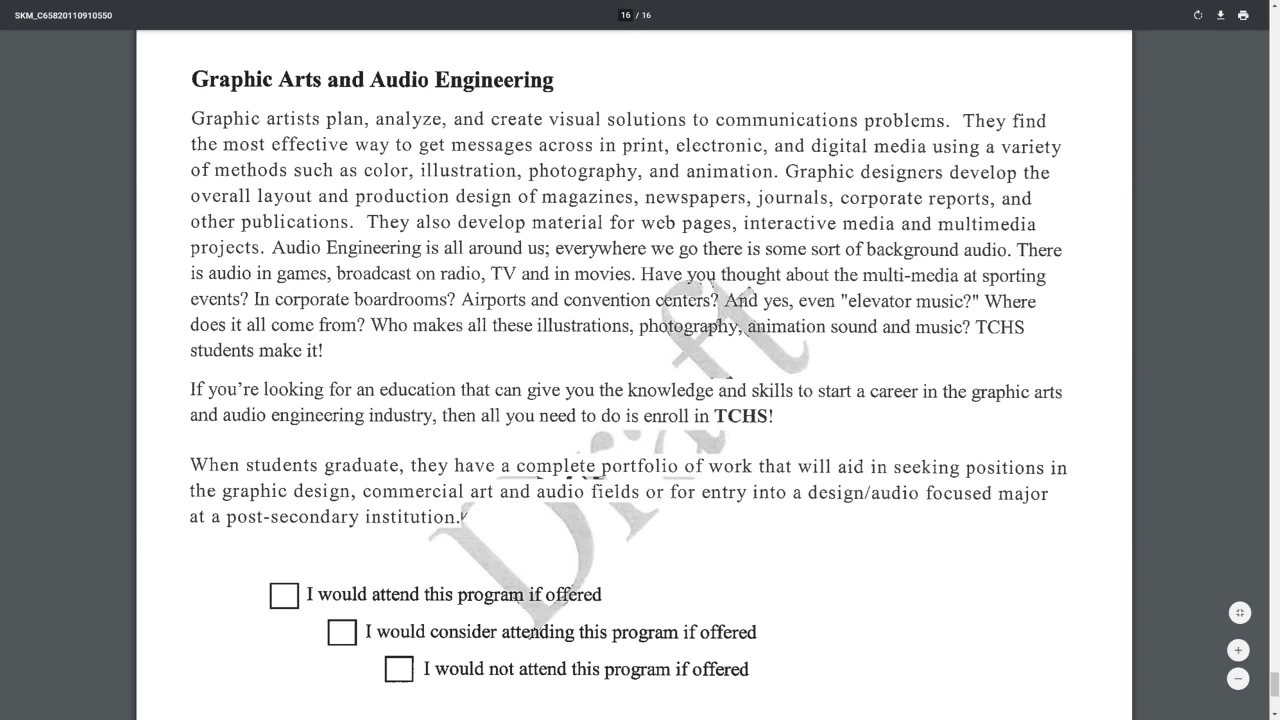 SKM_C65820110910550
16 / 16
Graphic Arts and Audio Engineering
Graphic artists plan, analyze, and create visual solutions to communications problems. They find
the most effective way to get messages across in print, electronic, and digital media using a variety
of methods such as color, illustration, photography, and animation. Graphic designers develop the
overall layout and production design of magazines, newspapers, journals, corporate reports, and
other publications. They also develop material for web pages, interactive media and multimedia
projects. Audio Engineering is all around us; everywhere we go there is some sort of background audio. There
is audio in games, broadcast on radio, TV and in movies. Have you thought about the multi-media at sporting
events? In corporate boardrooms? Airports and convention centers? And yes, even "elevator music?" Where
does it all come from? Who makes all these illustrations, photography, animation sound and music? TCHS
students make it!
If you're looking for an education that can give you the knowledge and skills to start a career in the graphic arts
and audio engineering industry, then all you need to do is enroll in TCHS!
When students graduate, they have a complete portfolio of work that will aid in seeking positions in
the graphic design, commercial art and audio fields or for entry into a design/audio focused major
at a post-secondary institution.
Draft
I would attend this program if offered
I would consider attending this program if offered
I would not attend this program if offered